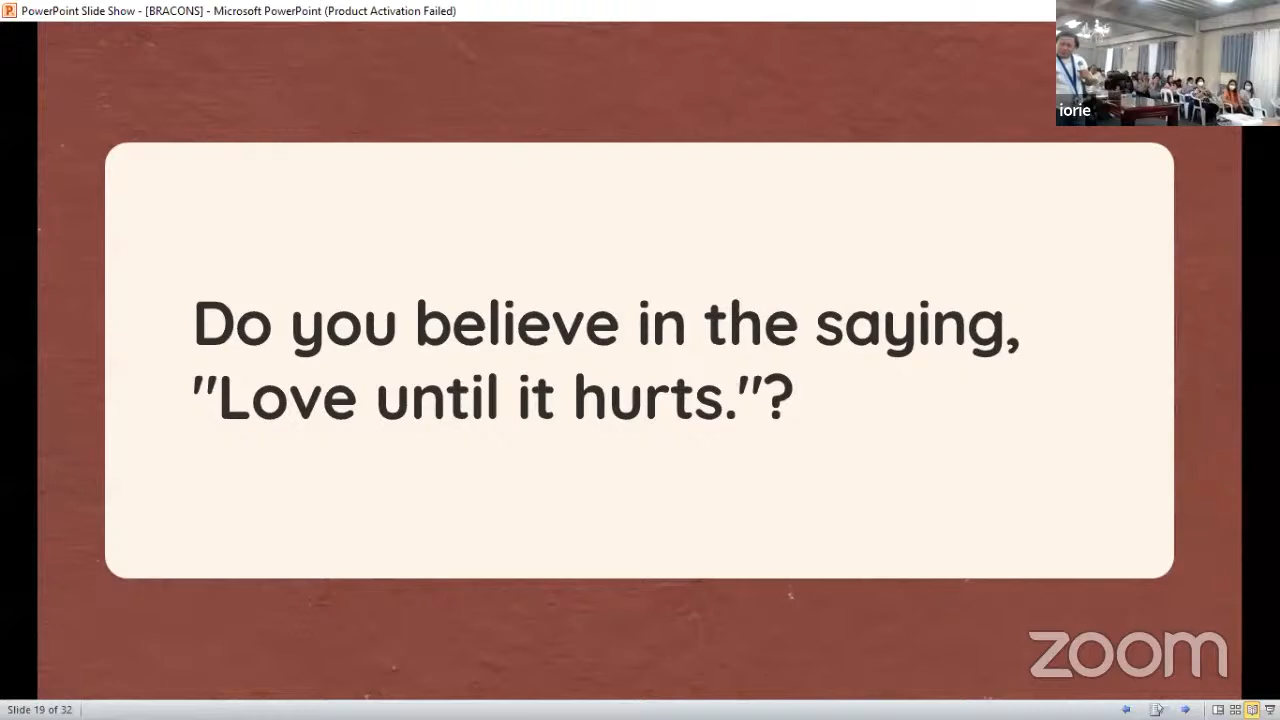 PowerPoint Slide Show - [BRACONS] - Microsoft PowerPoint (Product Activation Failed)
iorie
Do you believe in the saying,
"Love until it hurts."?
zoom
Slide 19 of 32